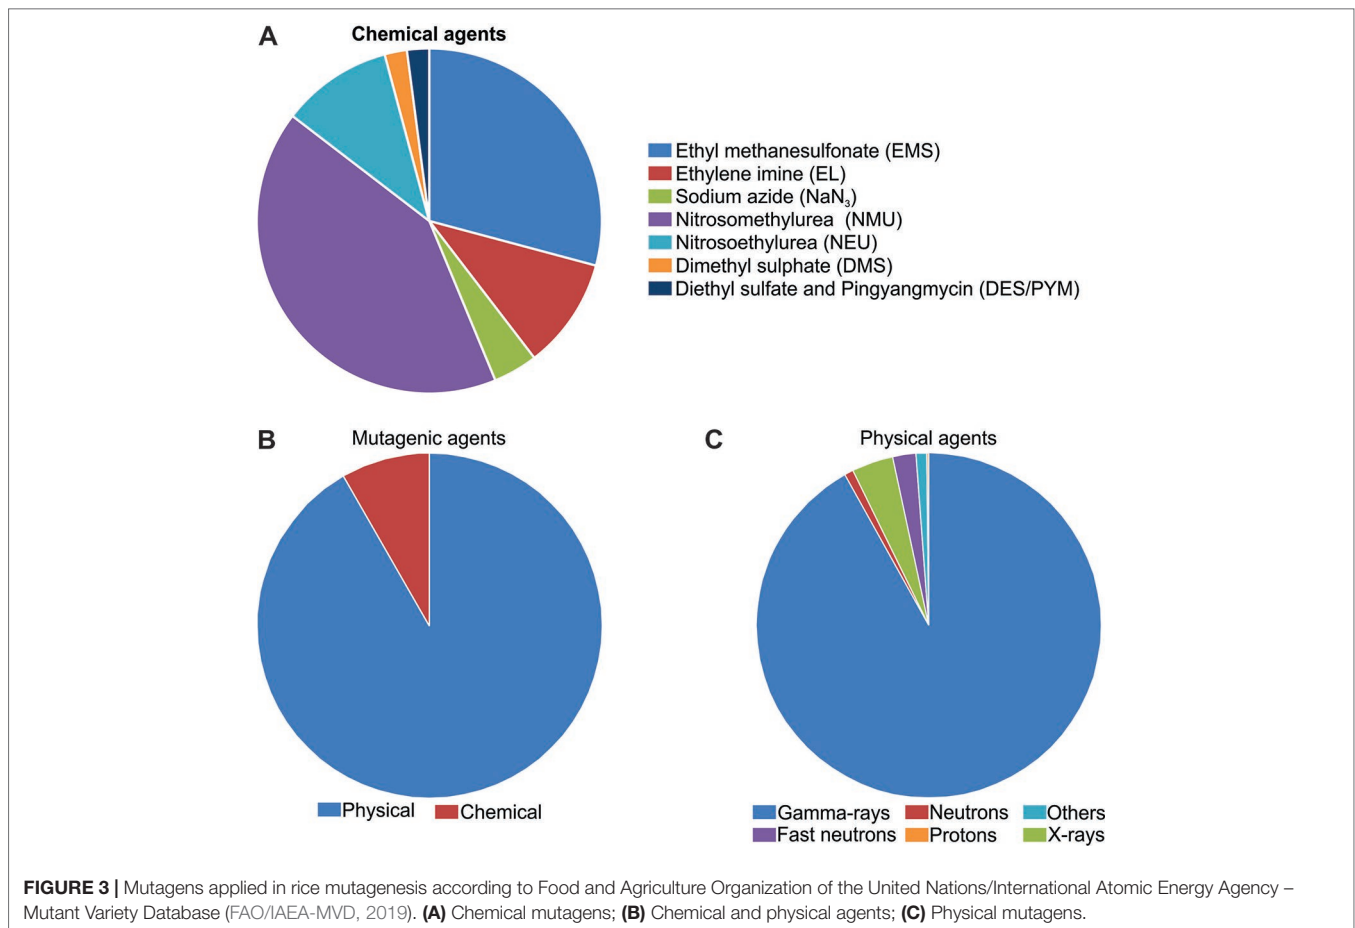 A
Chemical agents
Ethyl methanesulfonate (EMS)
Ethylene imine (EL)
Sodium azide (NaN₃)
Nitrosomethylurea (NMU)
Nitrosoethylurea (NEU)
Dimethyl sulphate (DMS)
Diethyl sulfate and Pingyangmycin (DES/PYM)
B
Mutagenic agents
Physical
Chemical
C
Physical agents
Gamma-rays
Neutrons
Others
Fast neutrons
Protons
X-rays
FIGURE 3 | Mutagens applied in rice mutagenesis according to Food and Agriculture Organization of the United Nations/International Atomic Energy Agency –
Mutant Variety Database (FAO/IAEA-MVD, 2019). (A) Chemical mutagens; (B) Chemical and physical agents; (C) Physical mutagens.